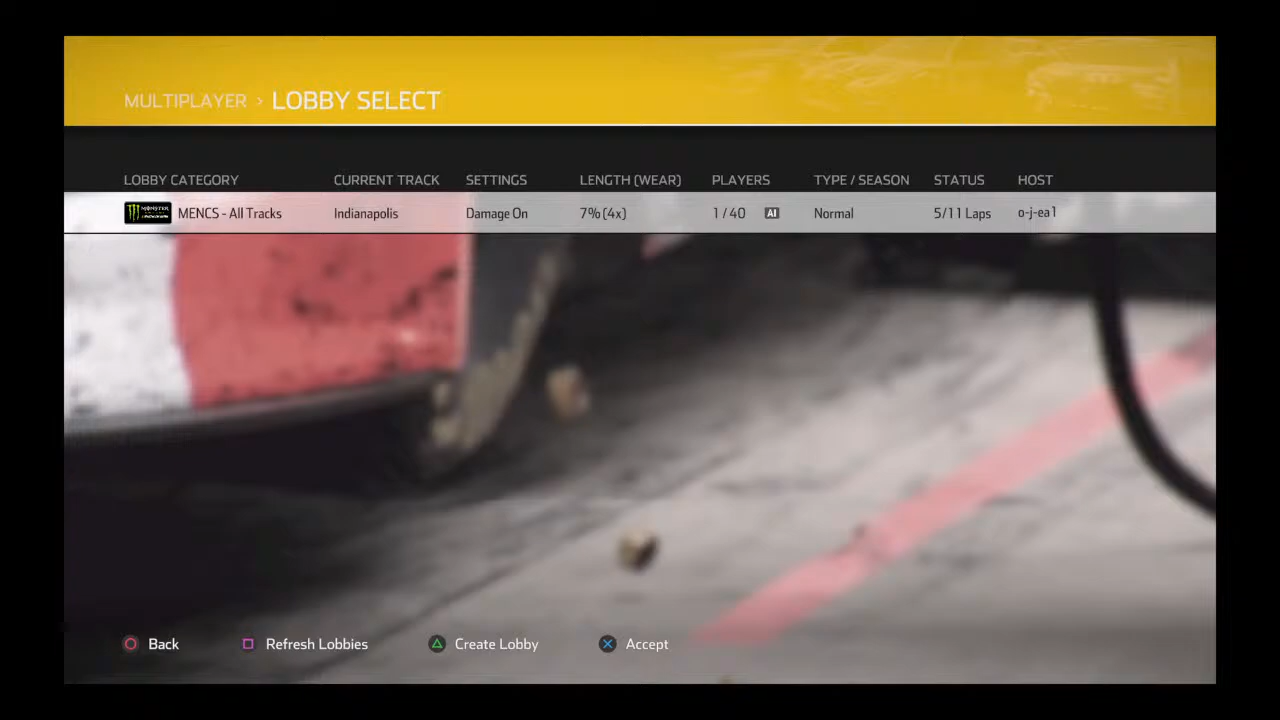 MULTIPLAYER > LOBBY SELECT
LOBBY CATEGORY CURRENT TRACK SETTINGS LENGTH (WEAR) PLAYERS TYPE / SEASON STATUS HOST
MONSTER MENCS - All Tracks Indianapolis Damage On 7% (4x) 1 / 40 AI Normal 5/11 Laps o-j-ea1
Back Refresh Lobbies Create Lobby Accept